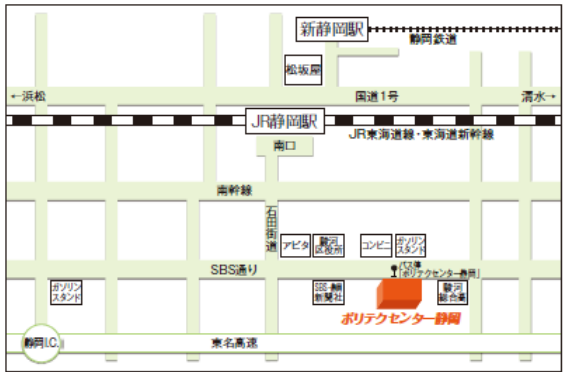 新静岡駅
静岡鉄道
松坂屋
←浜松
国道1号
清水→
JR静岡駅
JR東海道線・東海道新幹線
南口
南幹線
石田街道
アピタ
駿河
区役所
コンビニ
ガソリン
スタンド
SBS通り
バス停
「ポリテクセンター静岡」
ガソリン
スタンド
SBS・静岡
新聞社
駿河
総合高
ポリテクセンター静岡
静岡I.C.
東名高速